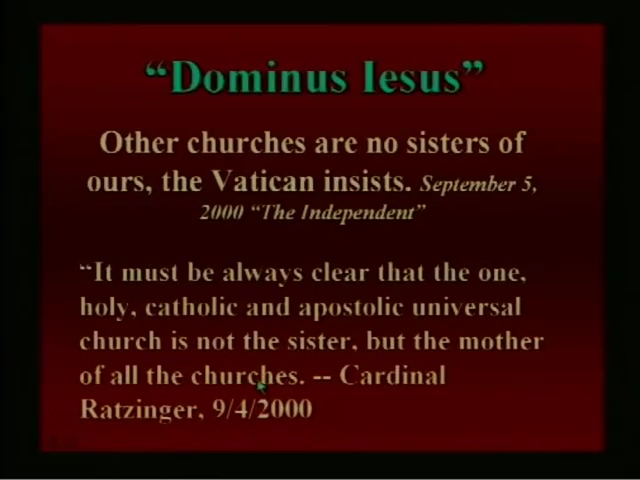 “Dominus Iesus”
Other churches are no sisters of
ours, the Vatican insists. September 5,
2000 “The Independent”
“It must be always clear that the one,
holy, catholic and apostolic universal
church is not the sister, but the mother
of all the churches. -- Cardinal
Ratzinger, 9/4/2000